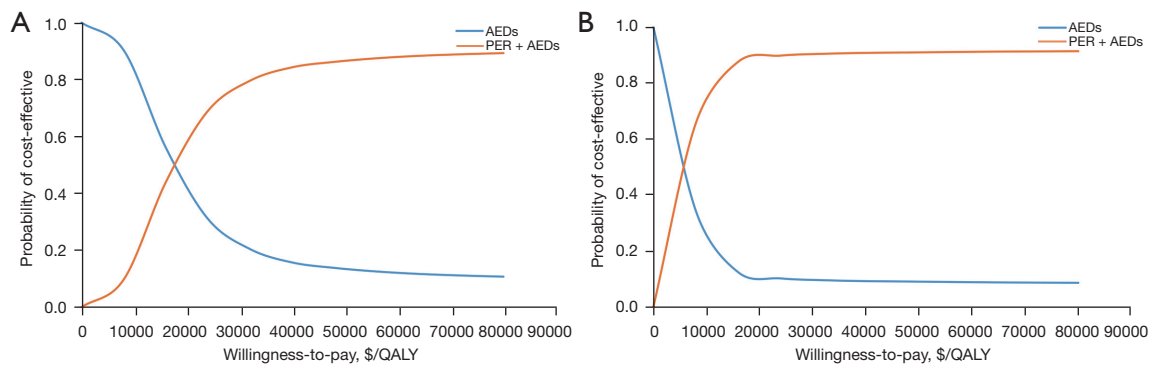 A
AEDs
PER + AEDs
Probability of cost-effective
1.0
0.8
0.6
0.4
0.2
0.0
0 10000 20000 30000 40000 50000 60000 70000 80000 90000
Willingness-to-pay, $/QALY
B
AEDs
PER + AEDs
Probability of cost-effective
1.0
0.8
0.6
0.4
0.2
0.0
0 10000 20000 30000 40000 50000 60000 70000 80000 90000
Willingness-to-pay, $/QALY